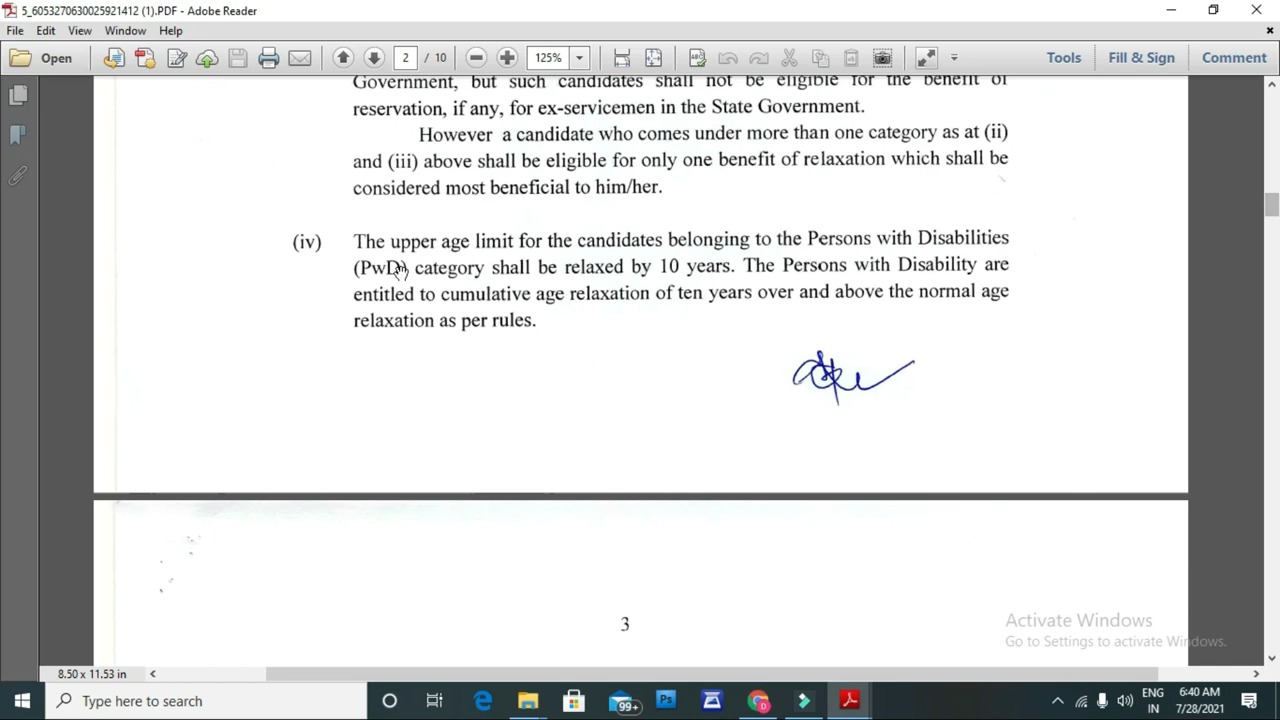 5_6053270630025921412 (1).PDF - Adobe Reader
File Edit View Window Help
Open 2 / 10 125% Tools Fill & Sign Comment
Government, but such candidates shall not be eligible for the benefit of
reservation, if any, for ex-servicemen in the State Government.
However a candidate who comes under more than one category as at (ii)
and (iii) above shall be eligible for only one benefit of relaxation which shall be
considered most beneficial to him/her.
(iv) The upper age limit for the candidates belonging to the Persons with Disabilities
(PwD) category shall be relaxed by 10 years. The Persons with Disability are
entitled to cumulative age relaxation of ten years over and above the normal age
relaxation as per rules.
3
Activate Windows
Go to Settings to activate Windows.
8.50 x 11.53 in
Type here to search
99+
Ps
D
ENG
IN
6:40 AM
7/28/2021